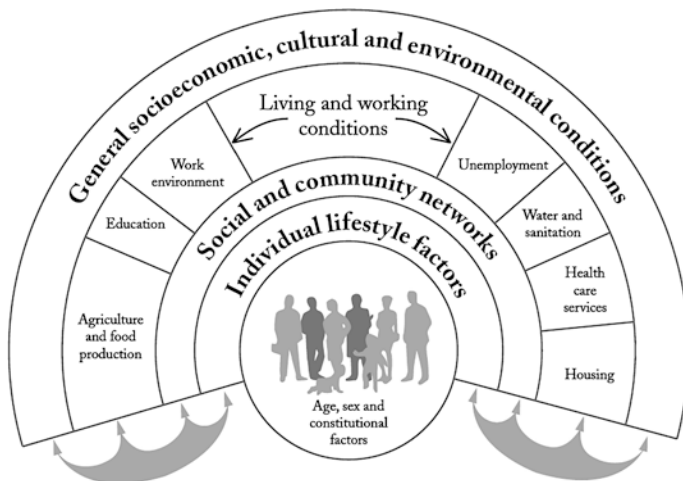 General socioeconomic, cultural and environmental conditions
Living and working
conditions
Work
environment
Unemployment
Education
Water and
sanitation
Agriculture
and food
production
Health
care
services
Housing
Social and community networks
Individual lifestyle factors
Age, sex and
constitutional
factors